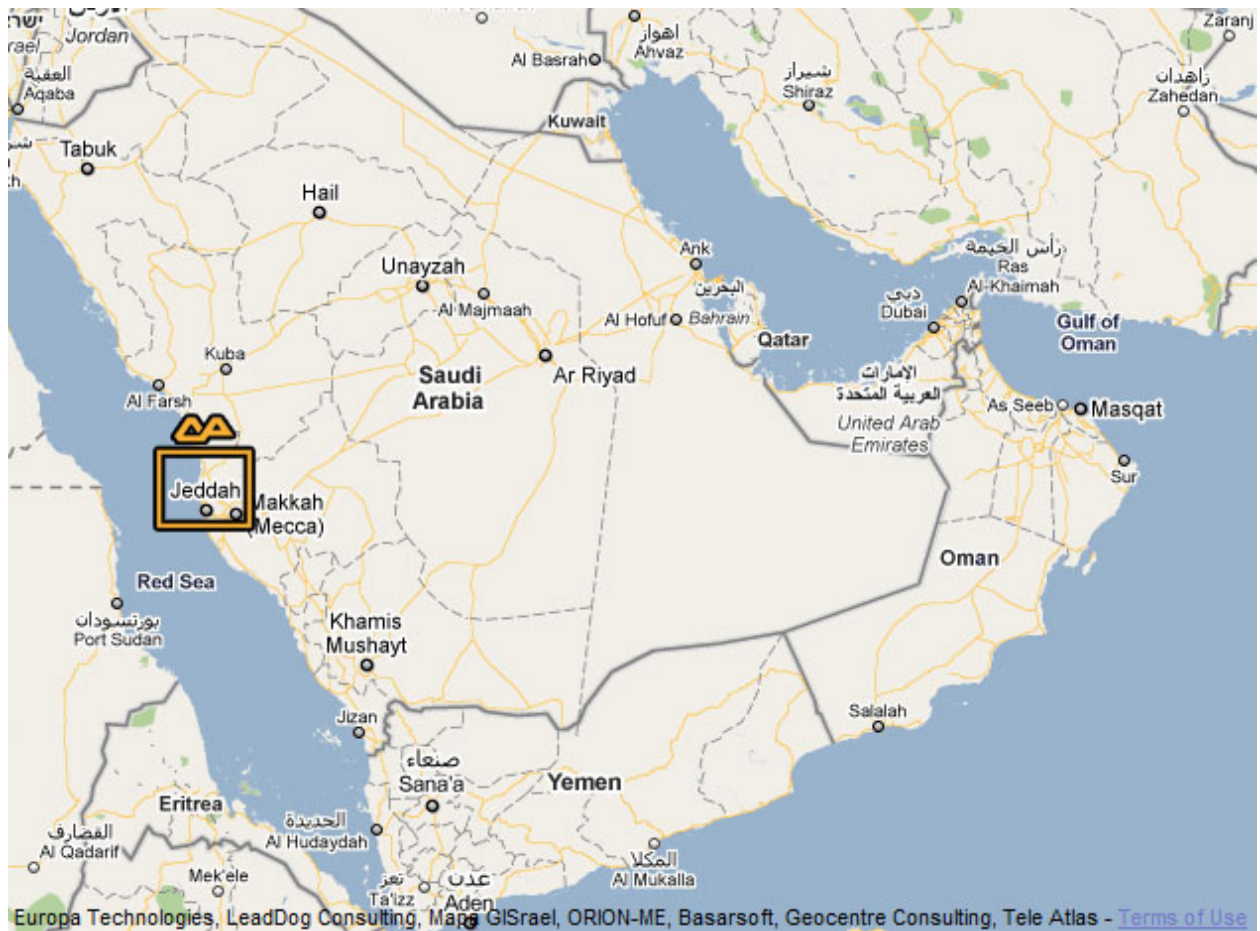 الأردن
Jordan
ישר
rael
العقبة
Aqaba
Al Basrah
اهواز
Ahvaz
شيراز
Shiraz
Zaranj
زاهدان
Zahedan
Kuwait
Tabuk
Hail
Unayzah
Al Majmaah
Ank
البحرين
Bahrain
Al Hofuf
Qatar
رأس الخيمة
Ras
Al-Khaimah
دبي
Dubai
Gulf of
Oman
Kuba
Al Farsh
Saudi
Arabia
Ar Riyad
الامارات
العربية المتحدة
United Arab
Emirates
As Seeb
Masqat
Sur
Jeddah
Makkah
(Mecca)
Oman
Red Sea
بورتسودان
Port Sudan
Khamis
Mushayt
Jizan
Salalah
صنعاء
Sana'a
Yemen
Eritrea
الحديدة
Al Hudaydah
القضارف
Al Qadarif
Mek'ele
تعز
Ta'izz
عدن
Aden
المكلا
Al Mukalla
Europa Technologies, LeadDog Consulting, Mapa GISrael, ORION-ME, Basarsoft, Geocentre Consulting, Tele Atlas - Terms of Use